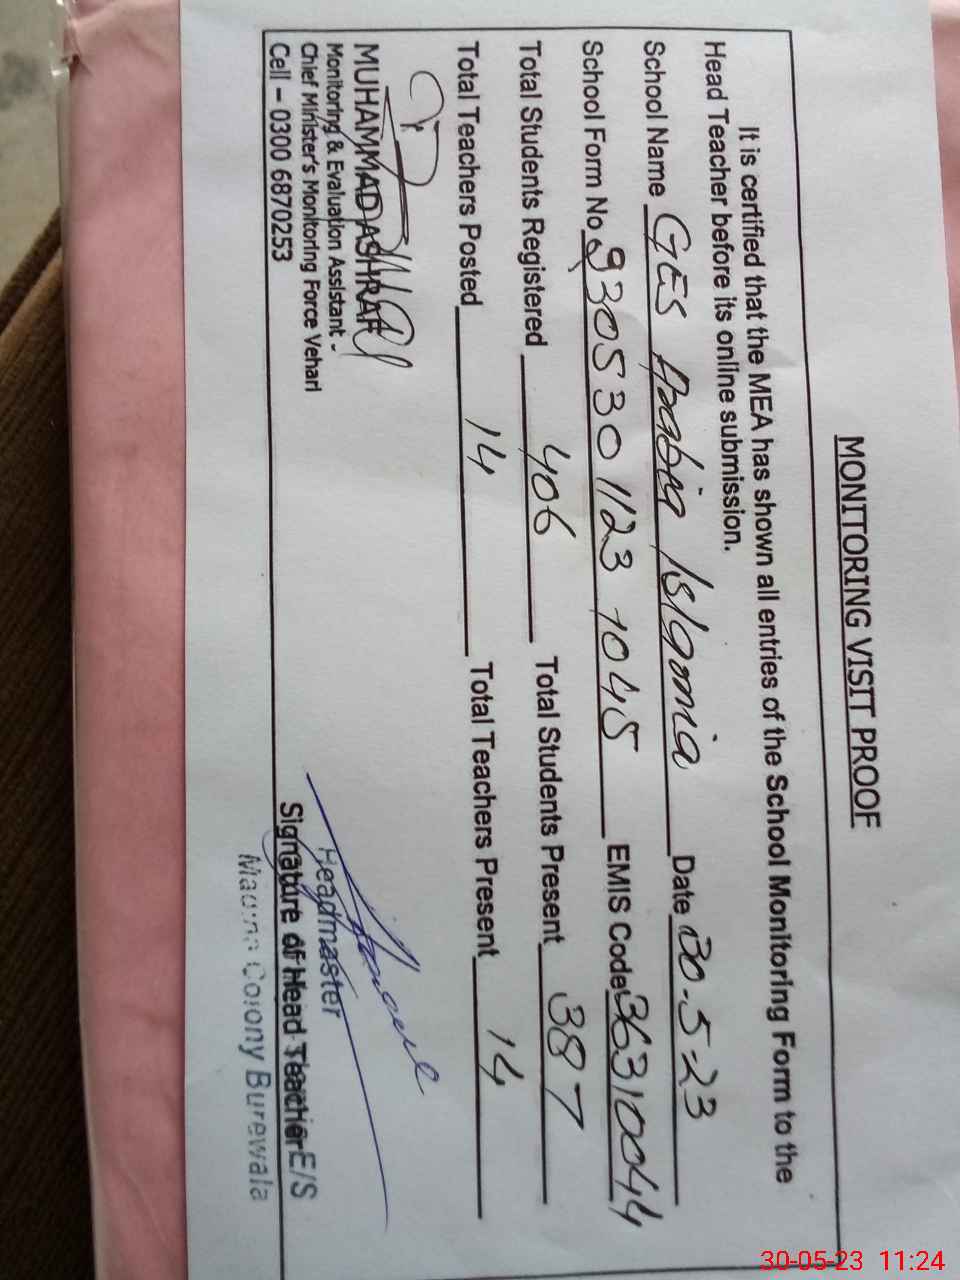 MONITORING VISIT PROOF
It is certified that the MEA has shown all entries of the School Monitoring Form to the
Head Teacher before its online submission.
School Name GES Arabia Islamia Date 30-5-23
School Form No. 9305301123 1045 EMIS Code 36310044
Total Students Registered 406 Total Students Present 387
Total Teachers Posted 14 Total Teachers Present 14
MUHAMMAD ASHRAF
Monitoring & Evaluation Assistant -
Chief Minister's Monitoring Force Vehari
Cell – 0300 6870253
Headmaster
Signature of Head Teacher
E/S
Colony Burewala
30-05-23 11:24